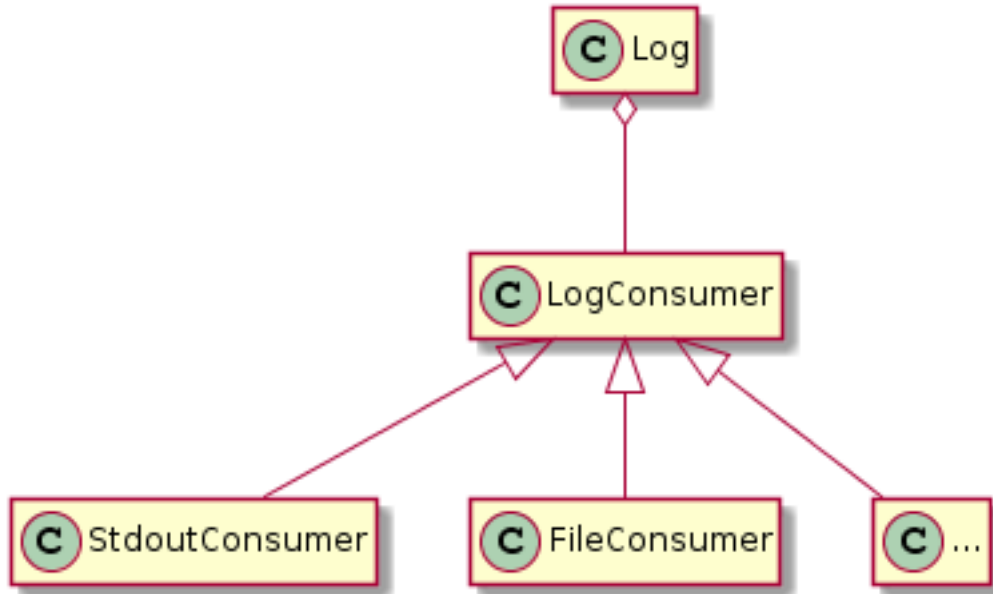 C Log
C LogConsumer
C StdoutConsumer
C FileConsumer
C ...